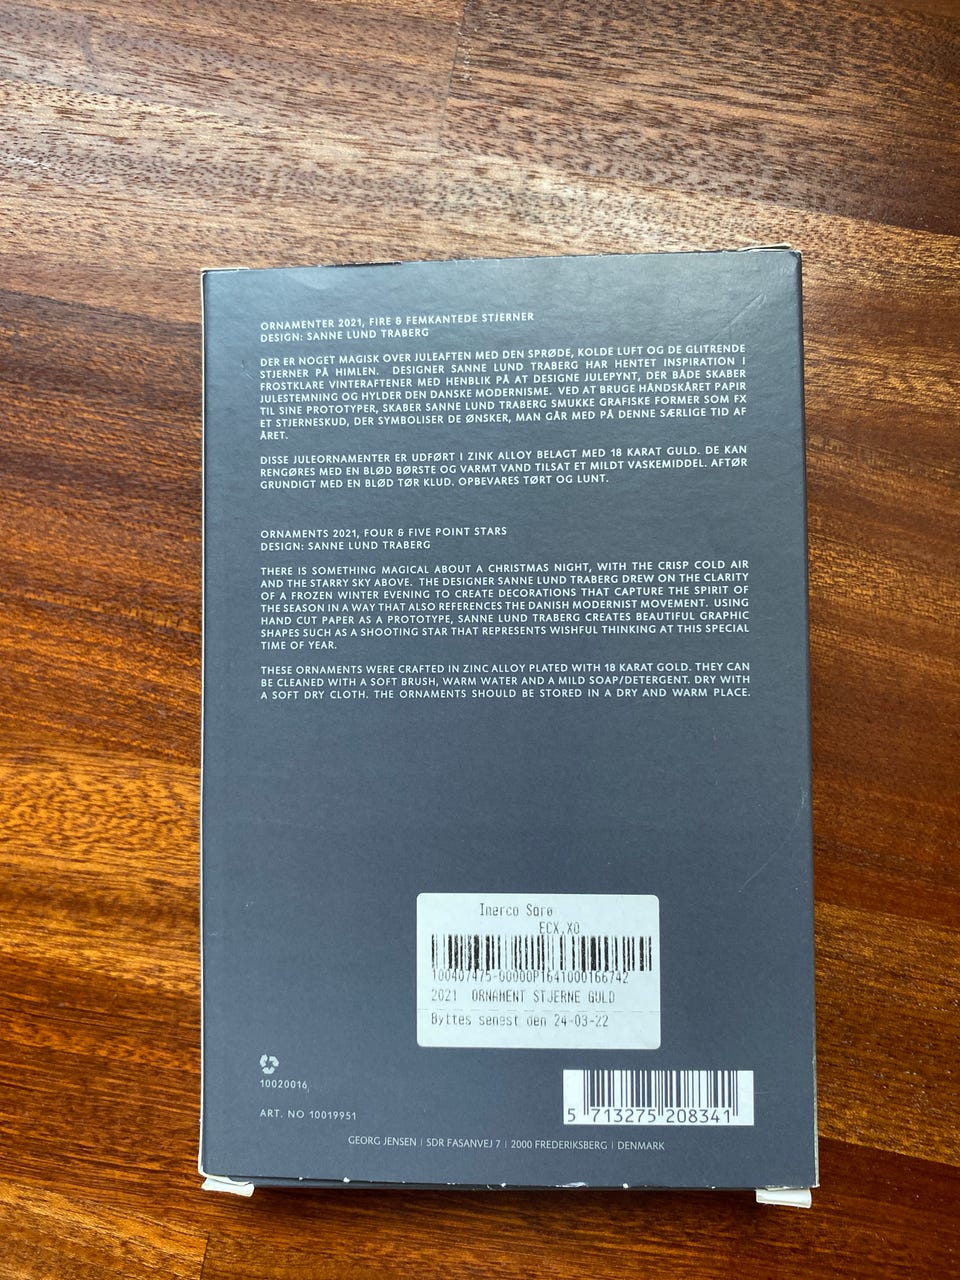 ORNAMENTER 2021, FIRE & FEMKANTEDE STJERNER
DESIGN: SANNE LUND TRABERG
DER ER NOGET MAGISK OVER JULEAFTEN MED DEN SPRØDE, KOLDE LUFT OG DE GLITRENDE
STJERNER PÅ HIMLEN. DESIGNER SANNE LUND TRABERG HAR HENTET INSPIRATION I
FROSTKLARE VINTERAFTENER MED HENBLIK PÅ AT DESIGNE JULEPYNT, DER BÅDE SKABER
JULESTEMNING OG HYLDER DEN DANSKE MODERNISME. VED AT BRUGE HÅNDSKÅRET PAPIR
TIL SINE PROTOTYPER, SKABER SANNE LUND TRABERG SMUKKE GRAFISKE FORMER SOM FX
ET STJERNESKUD, DER SYMBOLISER DE ØNSKER, MAN GÅR MED PÅ DENNE SÆRLIGE TID AF
ÅRET.
DISSE JULEORNAMENTER ER UDFØRT I ZINK ALLOY BELAGT MED 18 KARAT GULD. DE KAN
RENGØRES MED EN BLØD BØRSTE OG VARMT VAND TILSAT ET MILDT VASKEMIDDEL. AFTØR
GRUNDIGT MED EN BLØD TØR KLUD. OPBEVARES TØRT OG LUNT.
ORNAMENTS 2021, FOUR & FIVE POINT STARS
DESIGN: SANNE LUND TRABERG
THERE IS SOMETHING MAGICAL ABOUT A CHRISTMAS NIGHT, WITH THE CRISP COLD AIR
AND THE STARRY SKY ABOVE. THE DESIGNER SANNE LUND TRABERG DREW ON THE CLARITY
OF A FROZEN WINTER EVENING TO CREATE DECORATIONS THAT CAPTURE THE SPIRIT OF
THE SEASON IN A WAY THAT ALSO REFERENCES THE DANISH MODERNIST MOVEMENT. USING
HAND CUT PAPER AS A PROTOTYPE, SANNE LUND TRABERG CREATES BEAUTIFUL GRAPHIC
SHAPES SUCH AS A SHOOTING STAR THAT REPRESENTS WISHFUL THINKING AT THIS SPECIAL
TIME OF YEAR.
THESE ORNAMENTS WERE CRAFTED IN ZINC ALLOY PLATED WITH 18 KARAT GOLD. THEY CAN
BE CLEANED WITH A SOFT BRUSH, WARM WATER AND A MILD SOAP/DETERGENT. DRY WITH
A SOFT DRY CLOTH. THE ORNAMENTS SHOULD BE STORED IN A DRY AND WARM PLACE.
Imerco Sorø
ECX,XO
100407475-00000P1641000166742
2021 ORNAMENT STJERNE GULD
Byttes senest den 24-03-22
10020016
ART. NO 10019951
5 713275 208341
GEORG JENSEN | SDR FASANVEJ 7 | 2000 FREDERIKSBERG | DENMARK